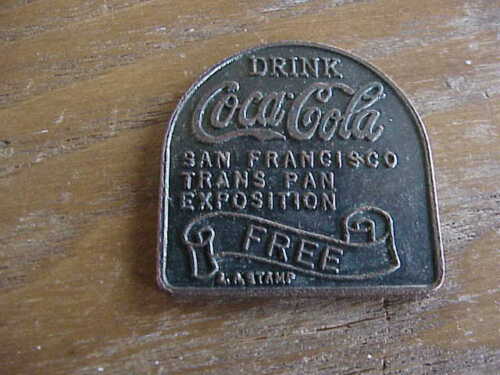 DRINK
Coca-Cola
SAN FRANCISCO
TRANS PAN
EXPOSITION
FREE
STAMP